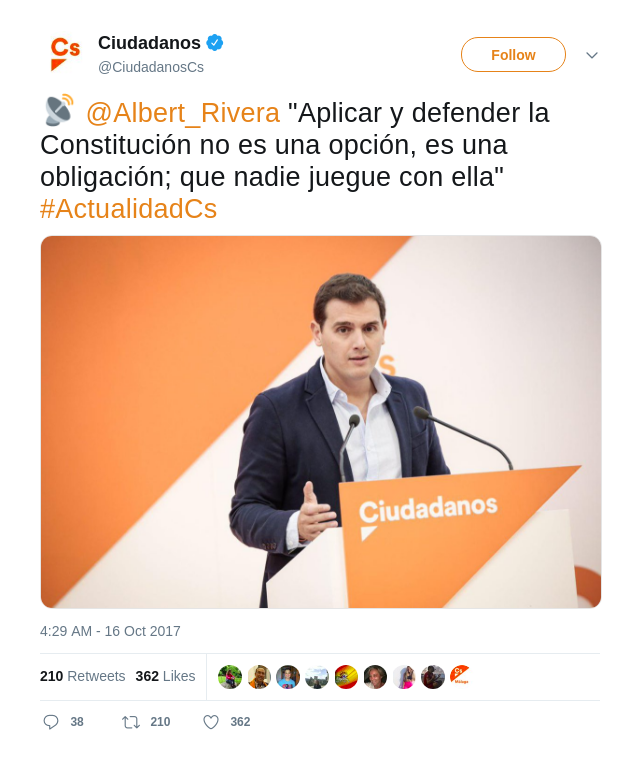 Cs
Ciudadanos
@CiudadanosCs
Follow
@Albert_Rivera "Aplicar y defender la
Constitución no es una opción, es una
obligación; que nadie juegue con ella"
#ActualidadCs
s
Ciudadanos
4:29 AM - 16 Oct 2017
210 Retweets 362 Likes
Cs
Málaga
38 210 362